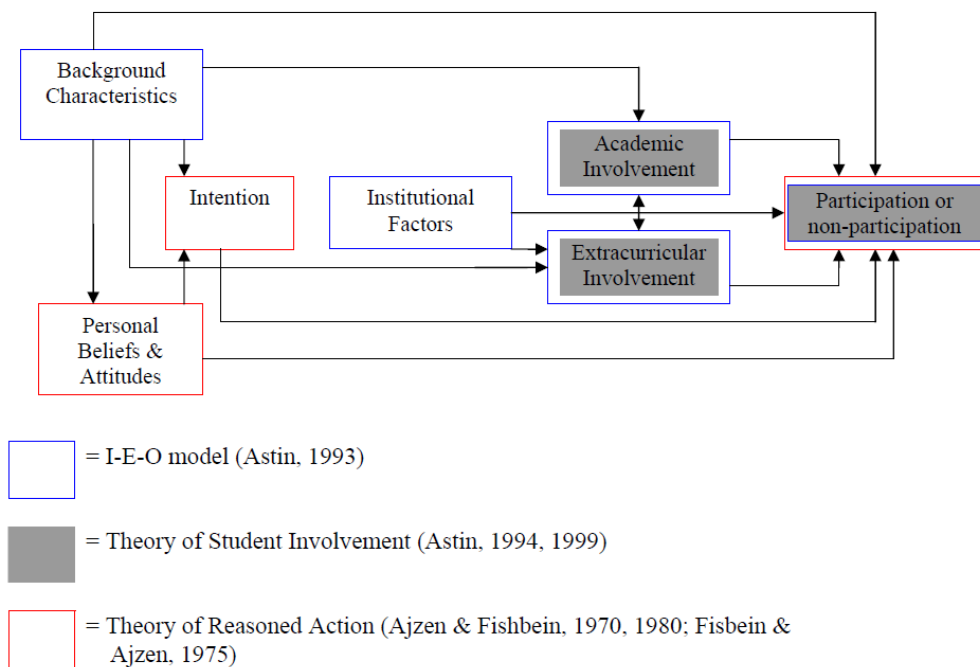 Background
Characteristics
Academic
Involvement
Intention
Institutional
Factors
Participation or
non-participation
Extracurricular
Involvement
Personal
Beliefs &
Attitudes
= I-E-O model (Astin, 1993)
= Theory of Student Involvement (Astin, 1994, 1999)
= Theory of Reasoned Action (Ajzen & Fishbein, 1970, 1980; Fisbein &
Ajzen, 1975)